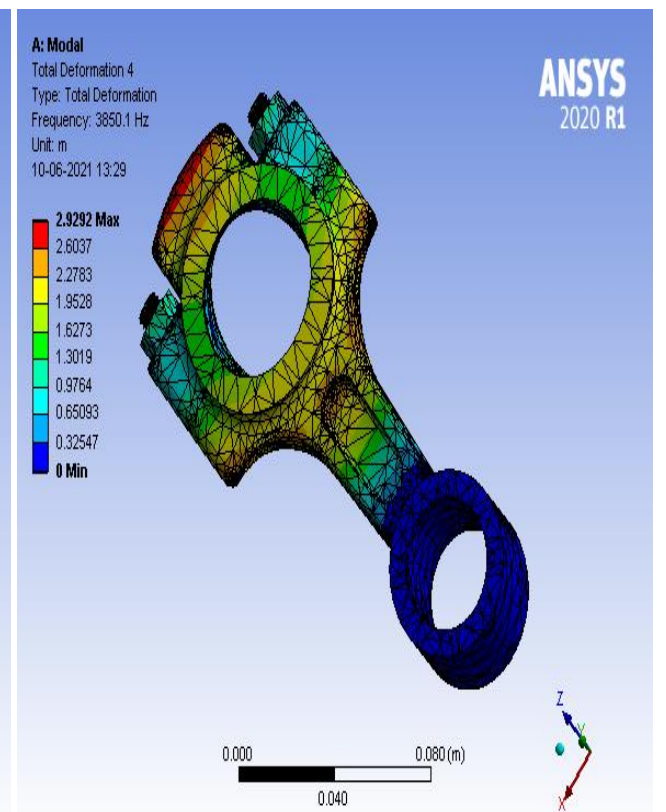 A: Modal
Total Deformation 4
Type: Total Deformation
Frequency: 3850.1 Hz
Unit: m
10-06-2021 13:29
ANSYS
2020 R1
2.9292 Max
2.6037
2.2783
1.9528
1.6273
1.3019
0.9764
0.65093
0.32547
0 Min
0.000
0.080 (m)
0.040
Z
Y
X